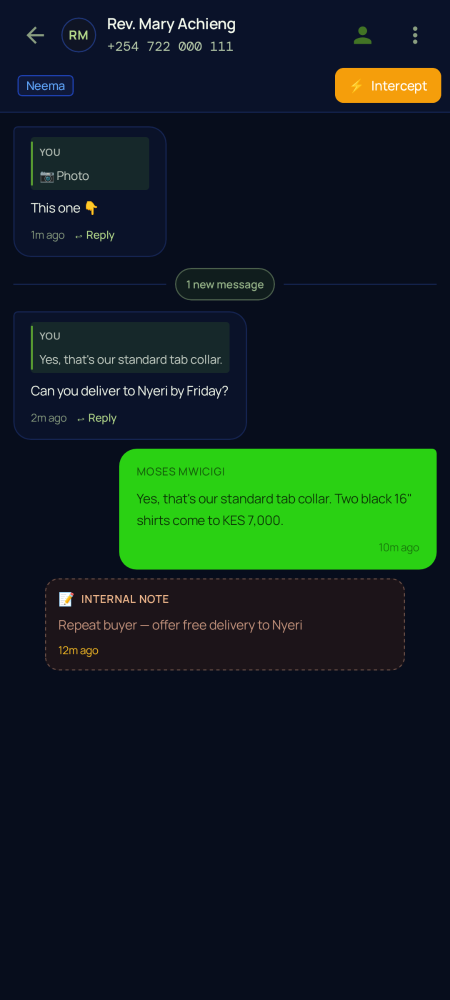 RM
Rev. Mary Achieng
+254 722 000 111
Neema
⚡ Intercept
YOU
📷 Photo
This one 👇
1m ago ↩ Reply
1 new message
YOU
Yes, that's our standard tab collar.
Can you deliver to Nyeri by Friday?
2m ago ↩ Reply
MOSES MWICIGI
Yes, that's our standard tab collar. Two black 16"
shirts come to KES 7,000.
10m ago
📝 INTERNAL NOTE
Repeat buyer — offer free delivery to Nyeri
12m ago